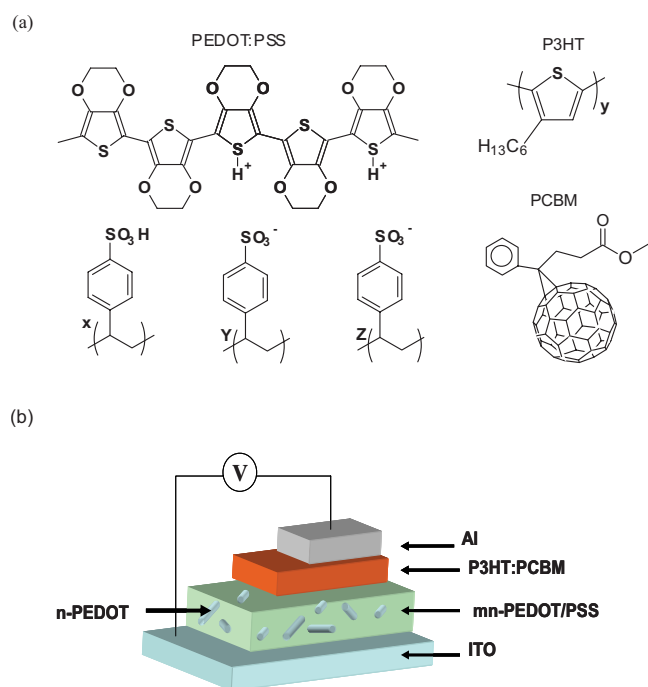 (a)
PEDOT:PSS
P3HT
O O S O O S O O
S O O S H+ O O S H+
S
y
H13C6
PCBM
SO3 H
SO3 -
SO3 -
x
Y
Z
O
O
(b)
V
Al
P3HT:PCBM
n-PEDOT
mn-PEDOT/PSS
ITO